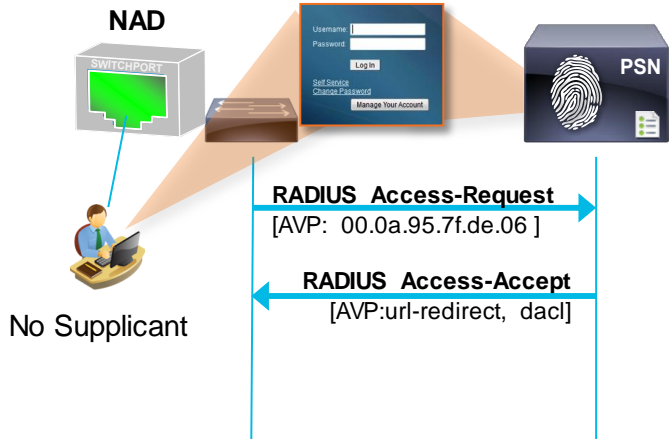 NAD
SWITCHPORT
Username:
Password:
Log In
Self Service
Change Password
Manage Your Account
PSN
RADIUS Access-Request
[AVP: 00.0a.95.7f.de.06 ]
RADIUS Access-Accept
[AVP:url-redirect, dacl]
No Supplicant